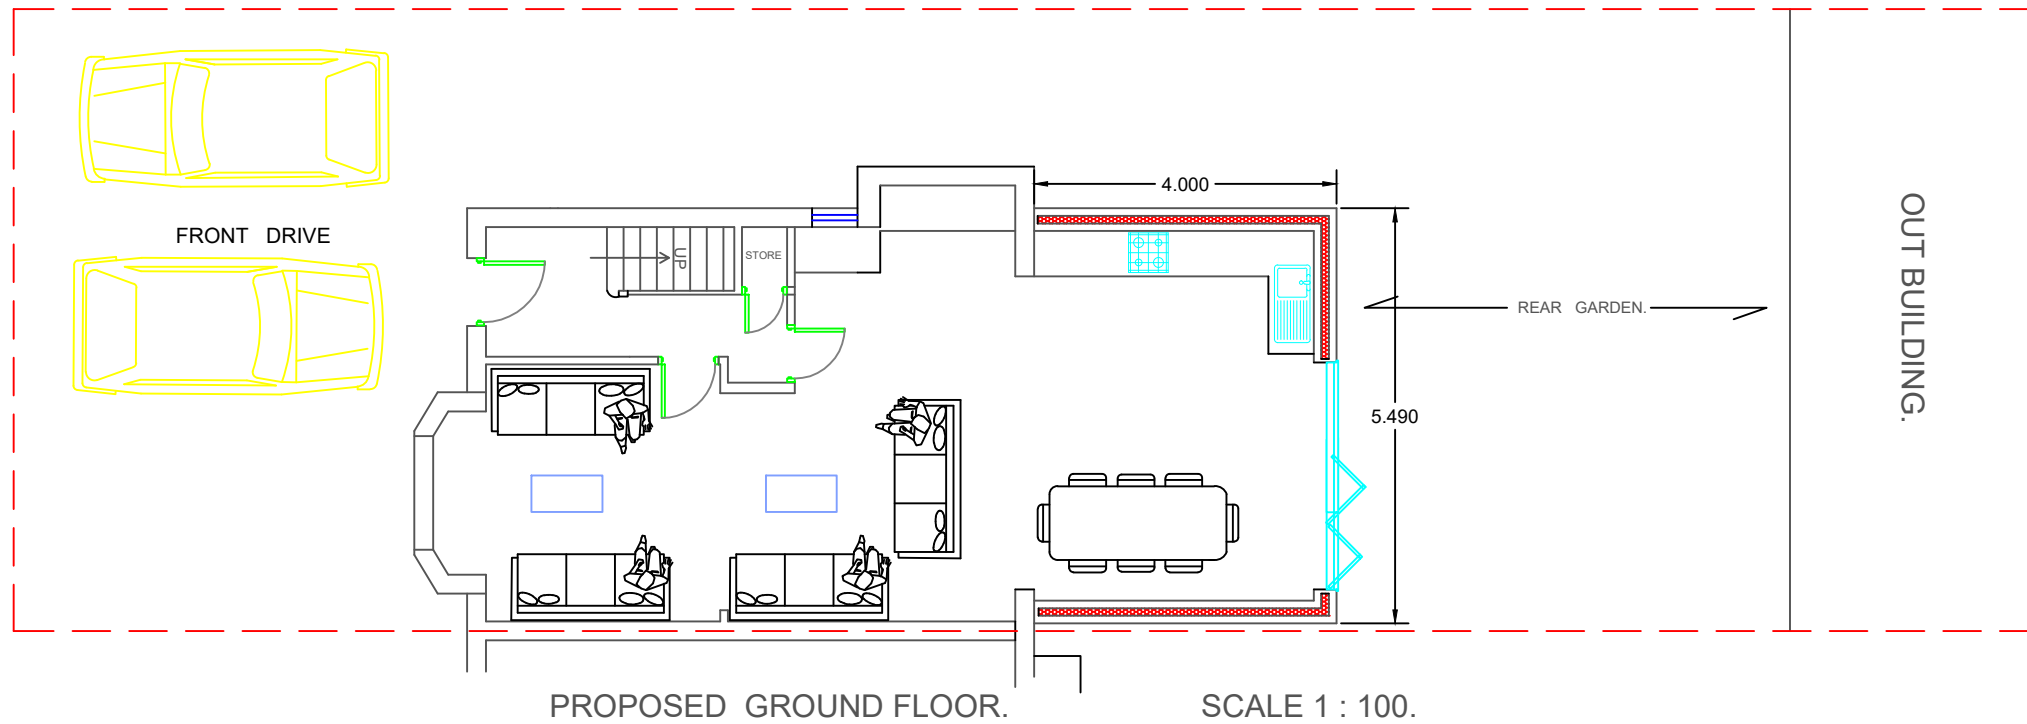 4.000
OUT BUILDING.
FRONT DRIVE
UP
STORE
REAR GARDEN.
5.490
PROPOSED GROUND FLOOR. SCALE 1 : 100.